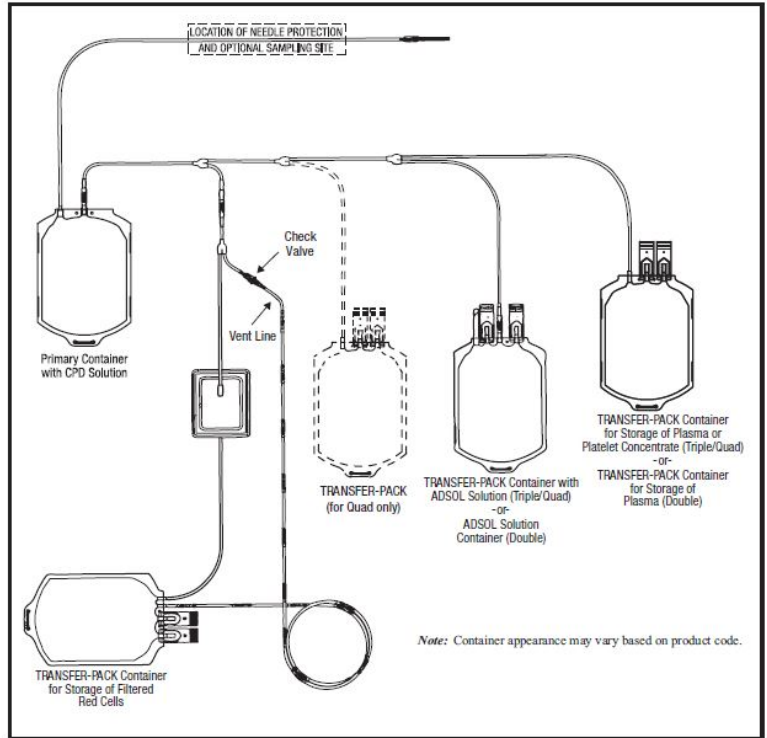 LOCATION OF NEEDLE PROTECTION
AND OPTIONAL SAMPLING SITE
Check
Valve
Vent Line
Primary Container
with CPD Solution
TRANSFER-PACK
(for Quad only)
TRANSFER-PACK Container with
ADSOL Solution (Triple/Quad)
-or-
ADSOL Solution
Container (Double)
TRANSFER-PACK Container
for Storage of Plasma or
Platelet Concentrate (Triple/Quad)
-or-
TRANSFER-PACK Container
for Storage of
Plasma (Double)
TRANSFER-PACK Container
for Storage of Filtered
Red Cells
Note: Container appearance may vary based on product code.